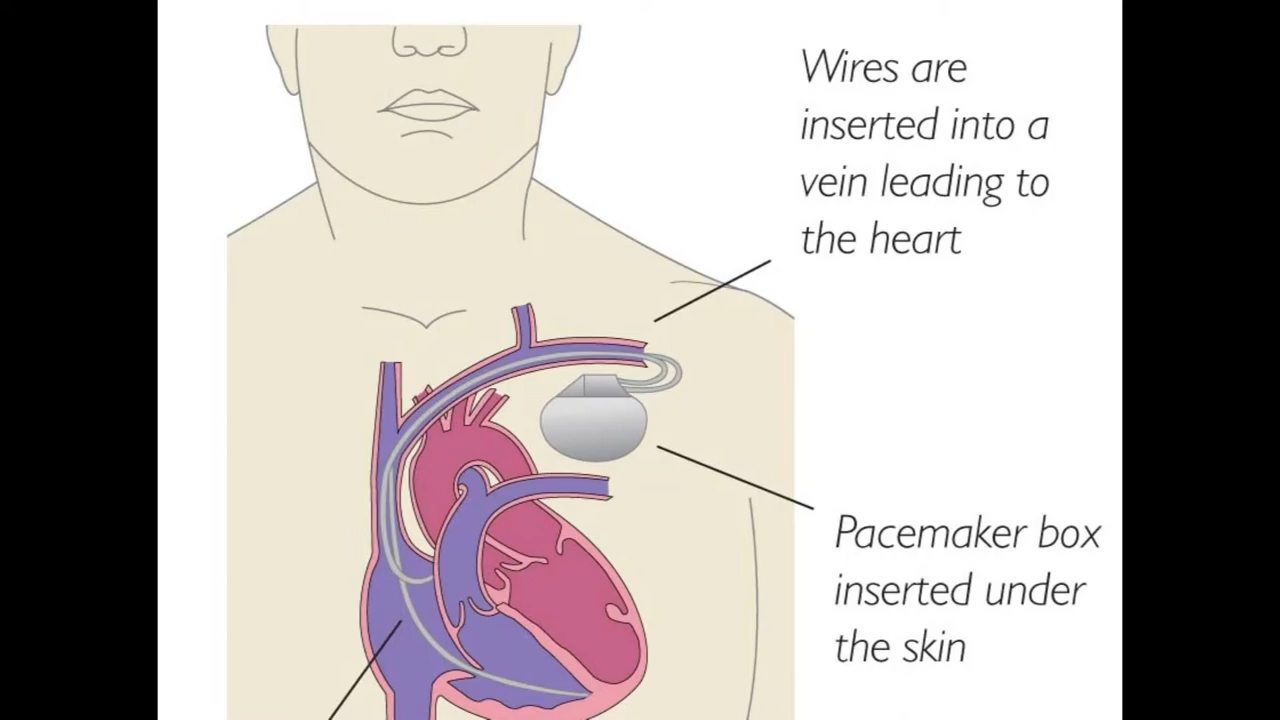 Wires are
inserted into a
vein leading to
the heart
Pacemaker box
inserted under
the skin